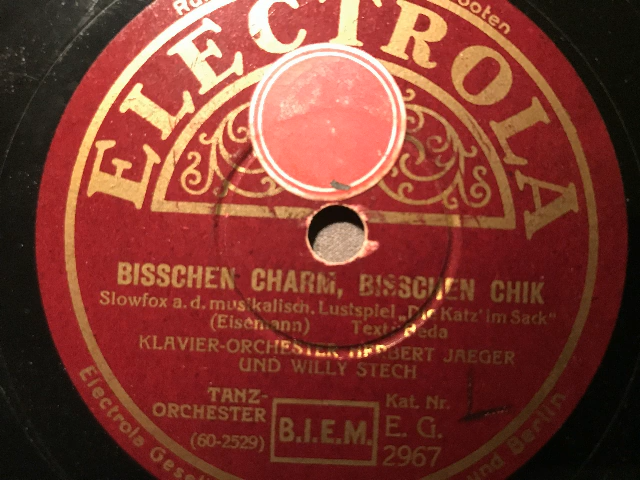 ELECTROLA
BISSCHEN CHARM, BISSCHEN CHIK
Slowfox a. d. musikalisch. Lustspiel „Die Katz' im Sack“
(Eisemann) Text: Beda
KLAVIER-ORCHESTER HERBERT JAEGER
UND WILLY STECH
TANZ-
ORCHESTER
(60-2529)
B.I.E.M.
Kat. Nr.
E. G.
2967
Electrola
und Berlin